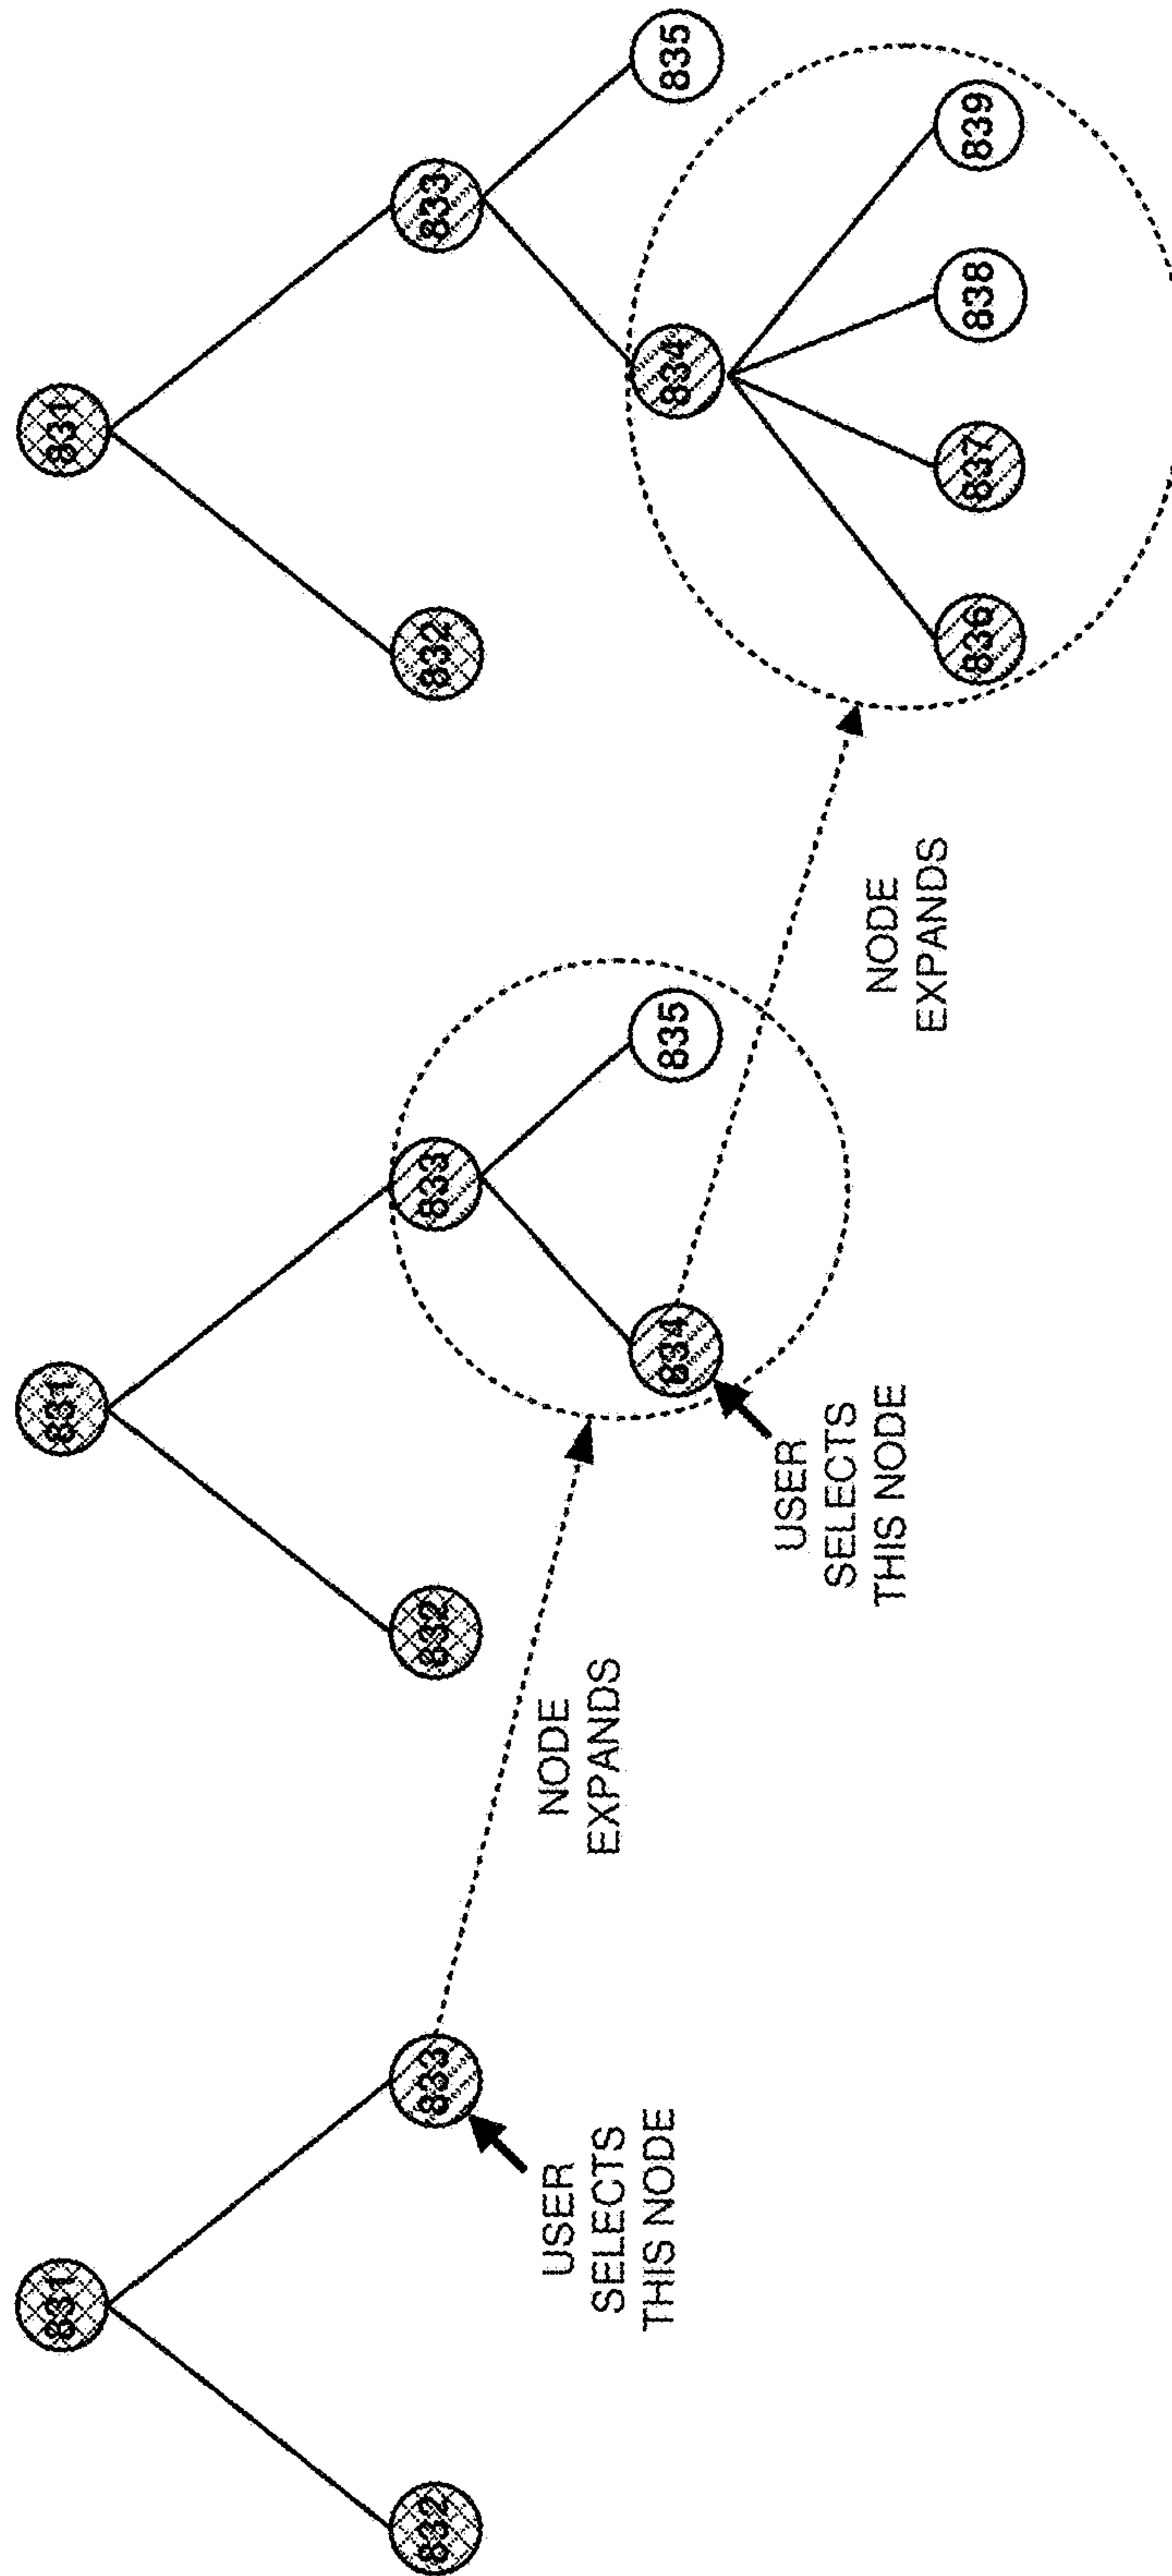 831
832
833
USER
SELECTS
THIS NODE
NODE
EXPANDS
831
832
833
834
835
USER
SELECTS
THIS NODE
NODE
EXPANDS
831
832
833
834
835
836
837
838
839